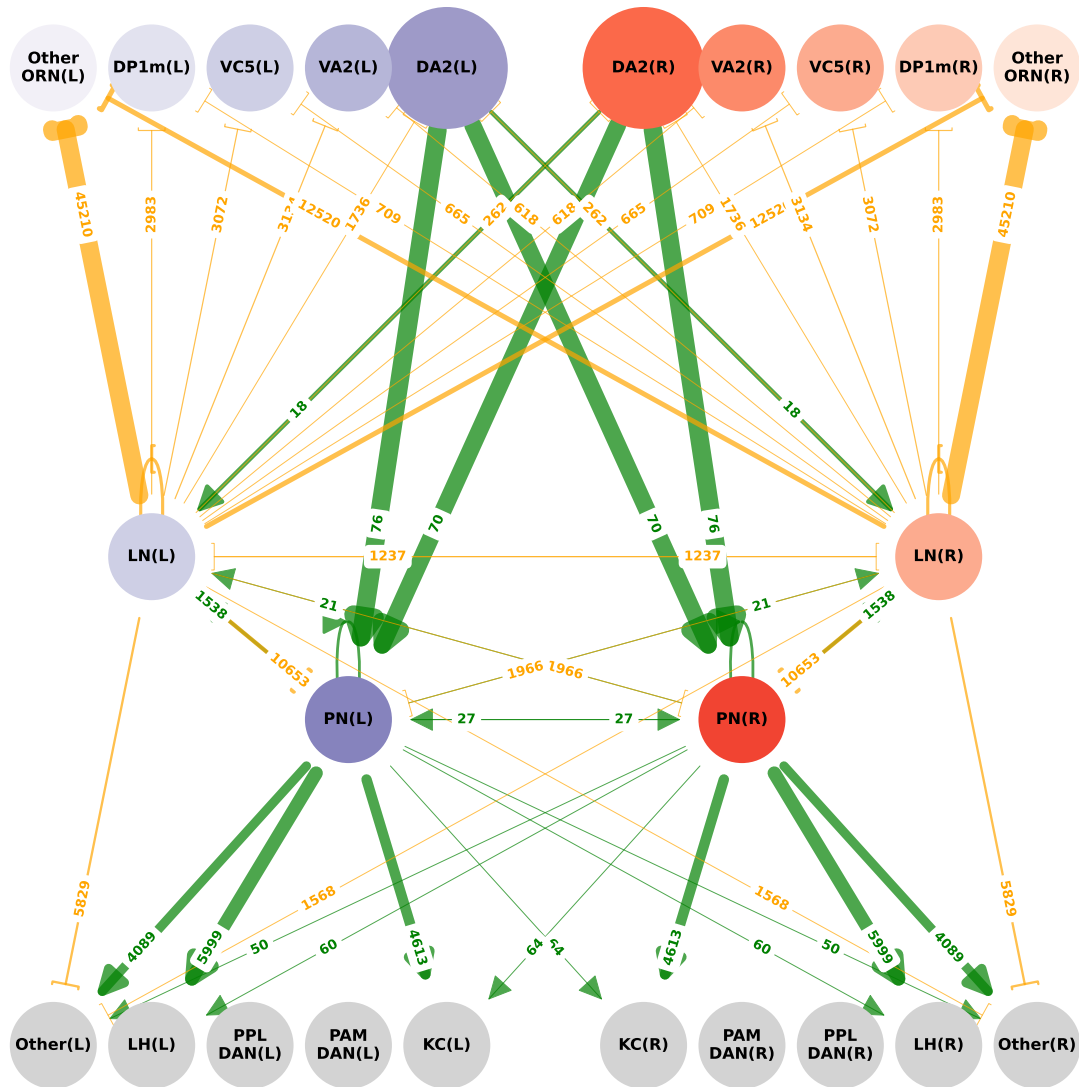 Other
ORN(L)
DP1m(L)
VC5(L)
VA2(L)
DA2(L)
DA2(R)
VA2(R)
VC5(R)
DP1m(R)
Other
ORN(R)
45210
2983
3072
1736
12520
709
665
262
618
618
262
665
709
1736
3134
3072
2983
45210
18
18
76
70
70
76
LN(L)
1237
1237
LN(R)
1538
21
21
1538
10653
1966
10653
PN(L)
27
27
PN(R)
5829
4089
5999
50
60
1568
4613
64
64
4613
1568
60
50
5999
4089
5829
Other(L)
LH(L)
PPL
DAN(L)
PAM
DAN(L)
KC(L)
KC(R)
PAM
DAN(R)
PPL
DAN(R)
LH(R)
Other(R)